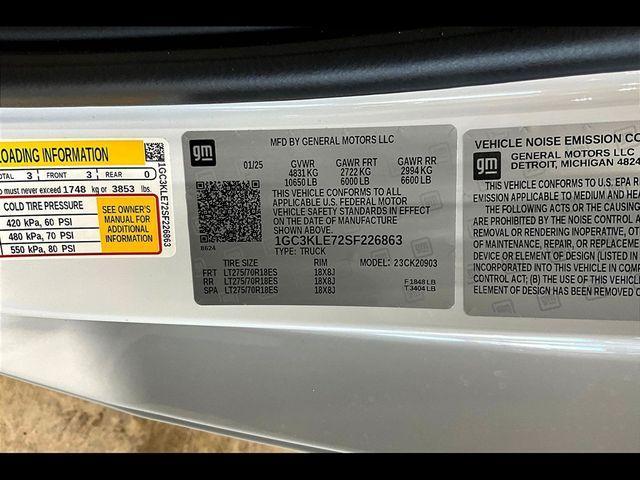 LOADING INFORMATION
TOTAL 3 FRONT 3 REAR 0
must never exceed 1748 kg or 3853 lbs.
COLD TIRE PRESSURE
420 kPa, 60 PSI
480 kPa, 70 PSI
550 kPa, 80 PSI
SEE OWNER'S
MANUAL FOR
ADDITIONAL
INFORMATION
1GC3KLE72SF226863
gm
MFD BY GENERAL MOTORS LLC
01/25 GVWR GAWR FRT GAWR RR
4831 KG 2722 KG 2994 KG
10650 LB 6000 LB 6600 LB
THIS VEHICLE CONFORMS TO ALL
APPLICABLE U.S. FEDERAL MOTOR
VEHICLE SAFETY STANDARDS IN
EFFECT ON THE DATE OF MANUFACTURE
SHOWN ABOVE.
1GC3KLE72SF226863
8624
TYPE: TRUCK
TIRE SIZE RIM MODEL: 23CK20903
FRT LT275/70R18ES 18X8J
RR LT275/70R18ES 18X8J
SPA LT275/70R18ES 18X8J
F 1848 LB
T 3404 LB
VEHICLE NOISE EMISSION CO
gm
GENERAL MOTORS LLC
DETROIT, MICHIGAN 4824
THIS VEHICLE CONFORMS TO U.S. EPA R
EMISSION APPLICABLE TO MEDIUM AND HEA
THE FOLLOWING ACTS OR THE CAUSING T
ARE PROHIBITED BY THE NOISE CONTROL A
REMOVAL OR RENDERING INOPERATIVE, OT
OF MAINTENANCE, REPAIR, OR REPLACEME
DEVICE OR ELEMENT OF DESIGN (LISTED IN
INCORPORATED INTO THIS VEHICLE IN COMP
CONTROL ACT; (B) THE USE OF THIS VEHICLE
ELEMENT OF DESIGN HAS BEEN REMOVED O